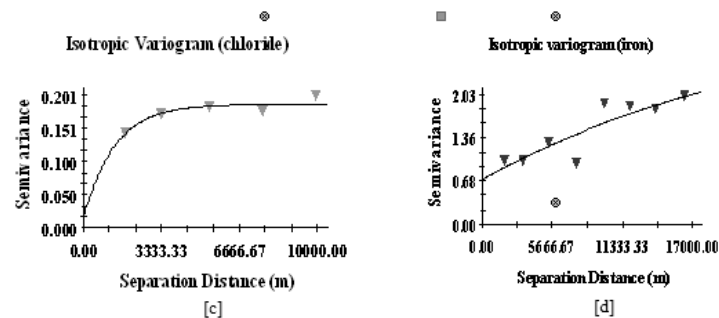 Isotropic Variogram (chloride)
0.201
0.151
0.100
0.050
0.000
Semivariance
0.00 3333.33 6666.67 10000.00
Separation Distance (m)
[c]
Isotropic variogram (iron)
2.03
1.36
0.68
0.00
Semivariance
0.00 5666.67 11333.33 17000.00
Separation Distance (m)
[d]